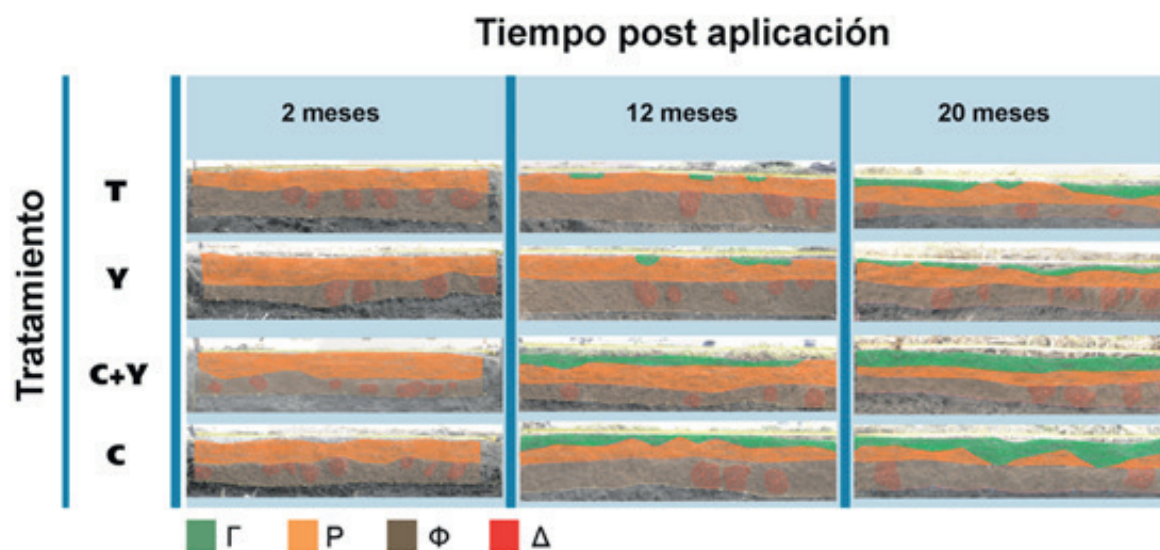 Tiempo post aplicación
2 meses
12 meses
20 meses
Tratamiento
T
Y
C+Y
C
Γ
Ρ
Φ
Δ